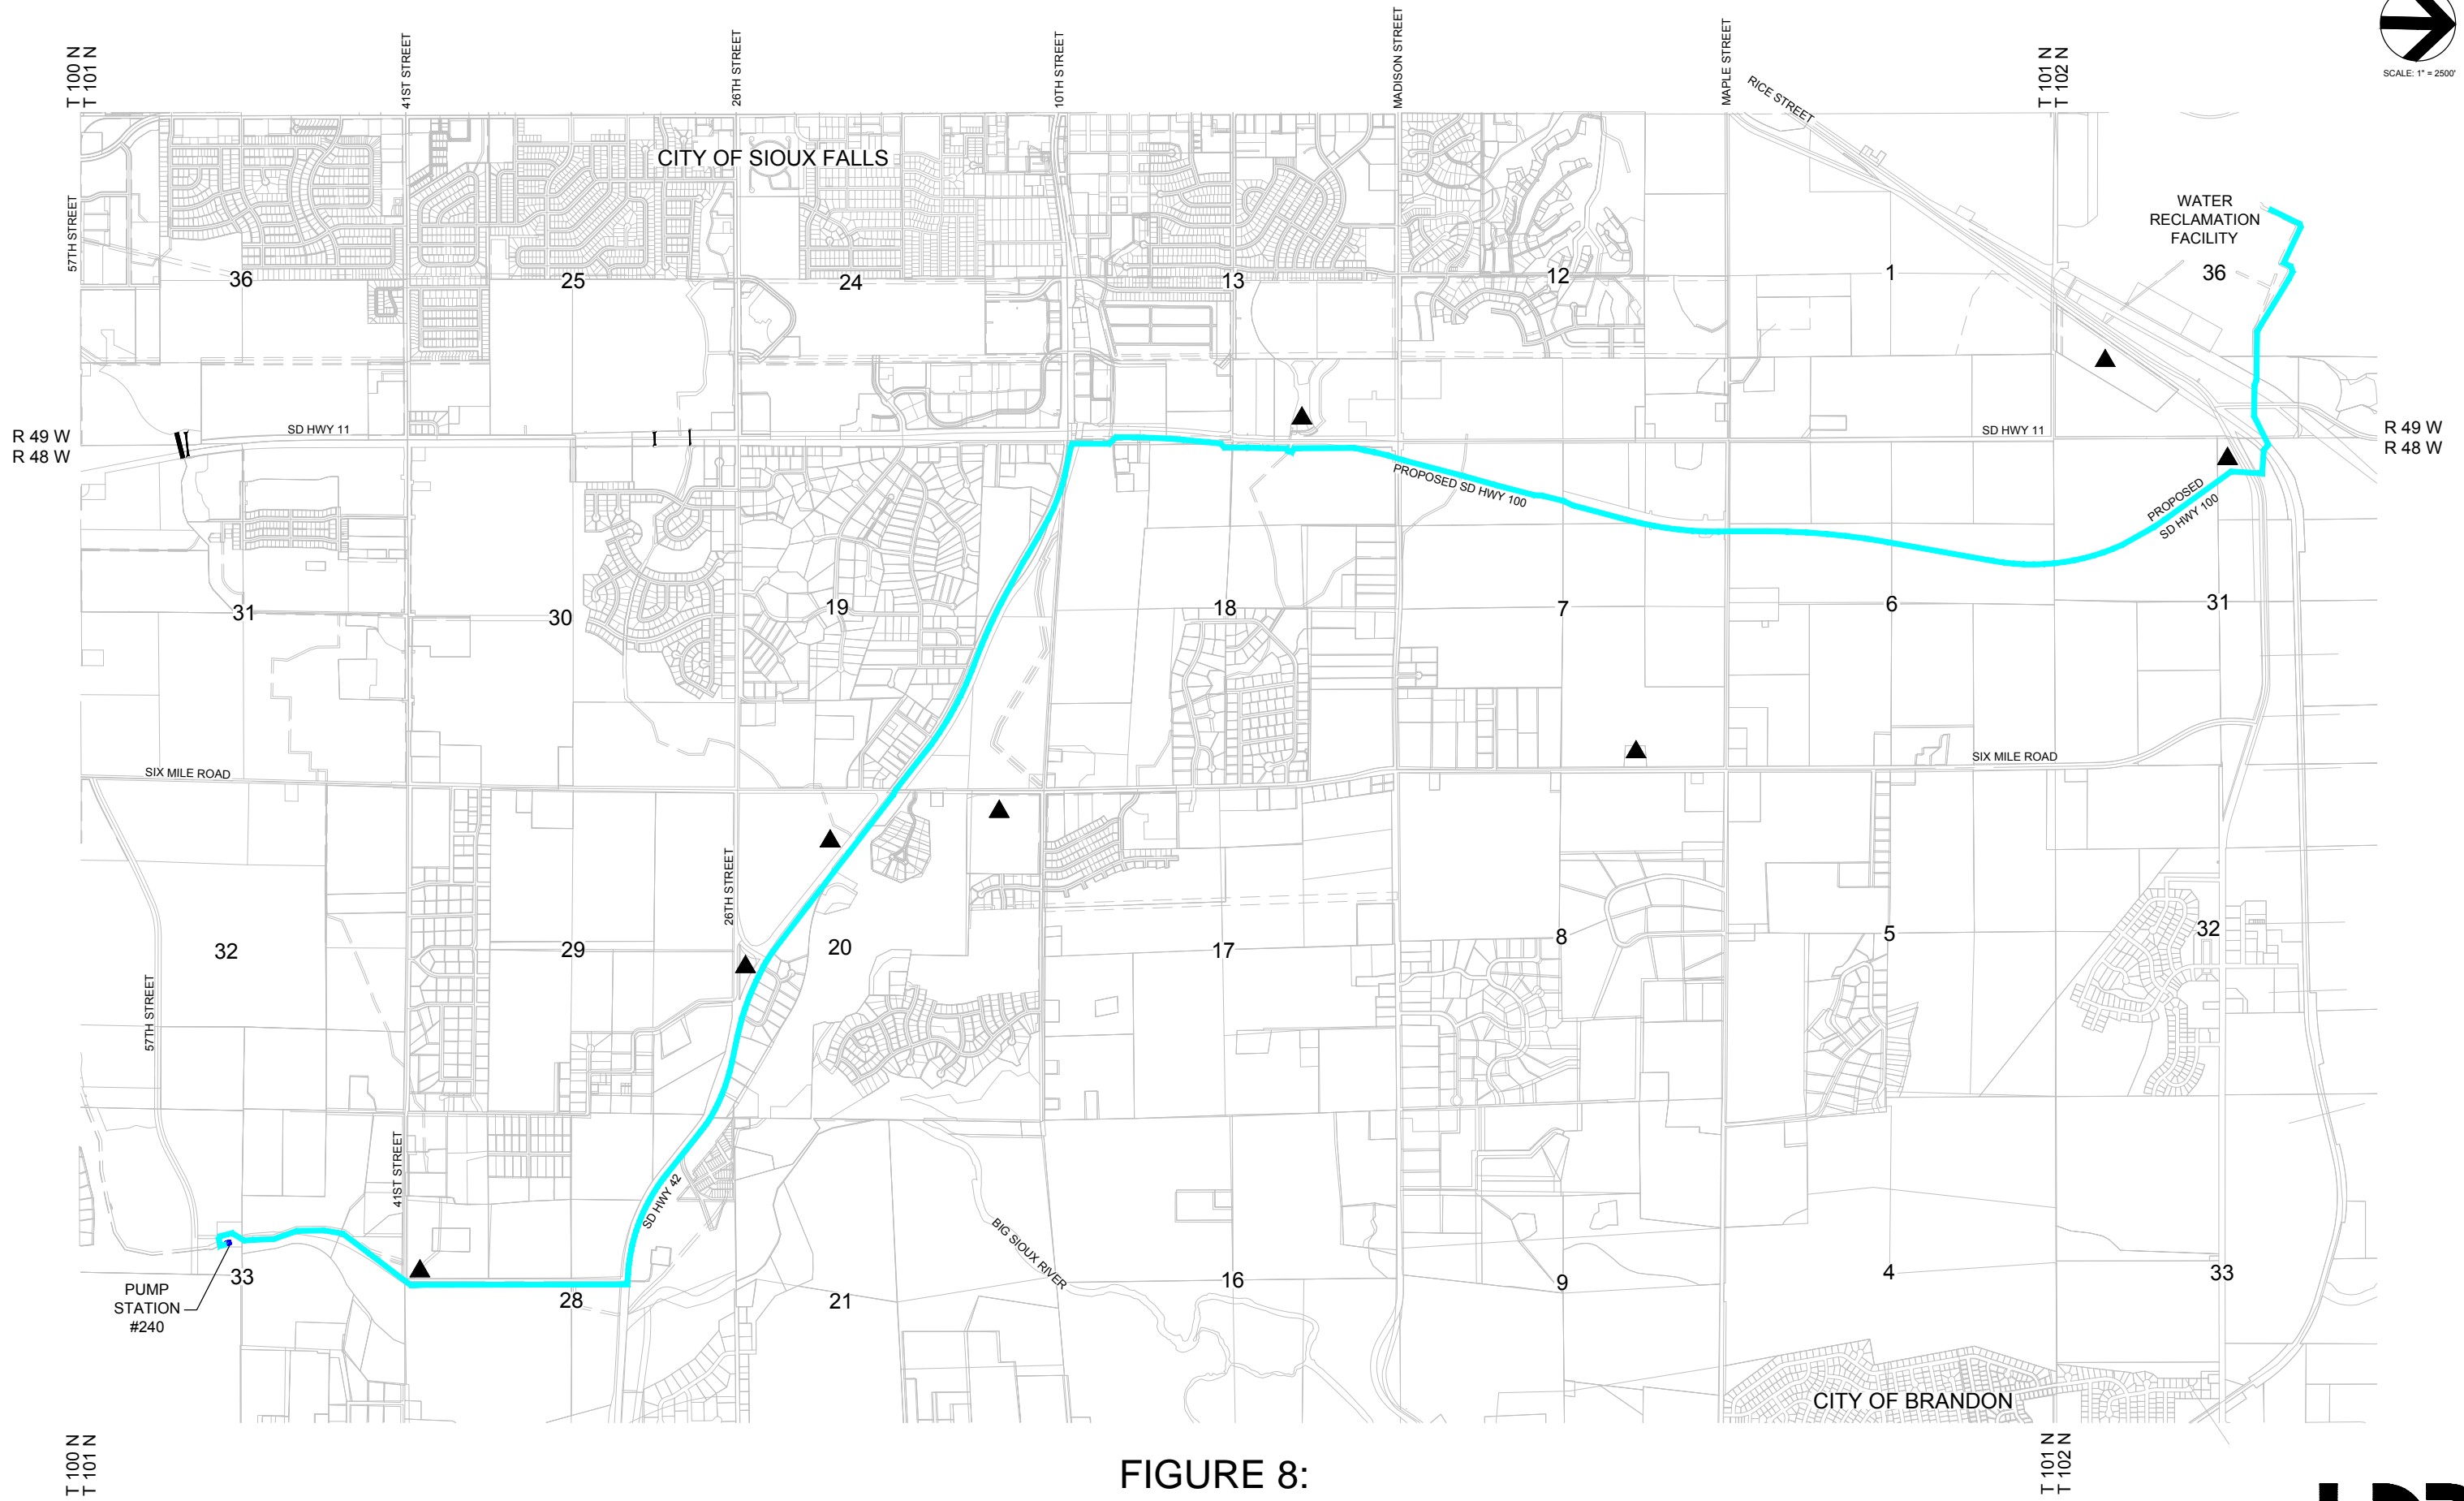 SCALE: 1" = 2500'
T 100 N
T 101 N
41ST STREET
26TH STREET
10TH STREET
MADISON STREET
MAPLE STREET
RICE STREET
T 101 N
T 102 N
CITY OF SIOUX FALLS
57TH STREET
WATER
RECLAMATION
FACILITY
36
25
24
13
12
1
36
R 49 W
R 48 W
SD HWY 11
SD HWY 11
R 49 W
R 48 W
PROPOSED SD HWY 100
PROPOSED
SD HWY 100
31
30
19
18
7
6
31
SIX MILE ROAD
SIX MILE ROAD
26TH STREET
32
29
20
17
8
5
32
57TH STREET
41ST STREET
SD HWY 42
BIG SIOUX RIVER
PUMP
STATION
#240
33
28
21
16
9
4
33
CITY OF BRANDON
T 100 N
T 101 N
T 101 N
T 102 N
FIGURE 8: